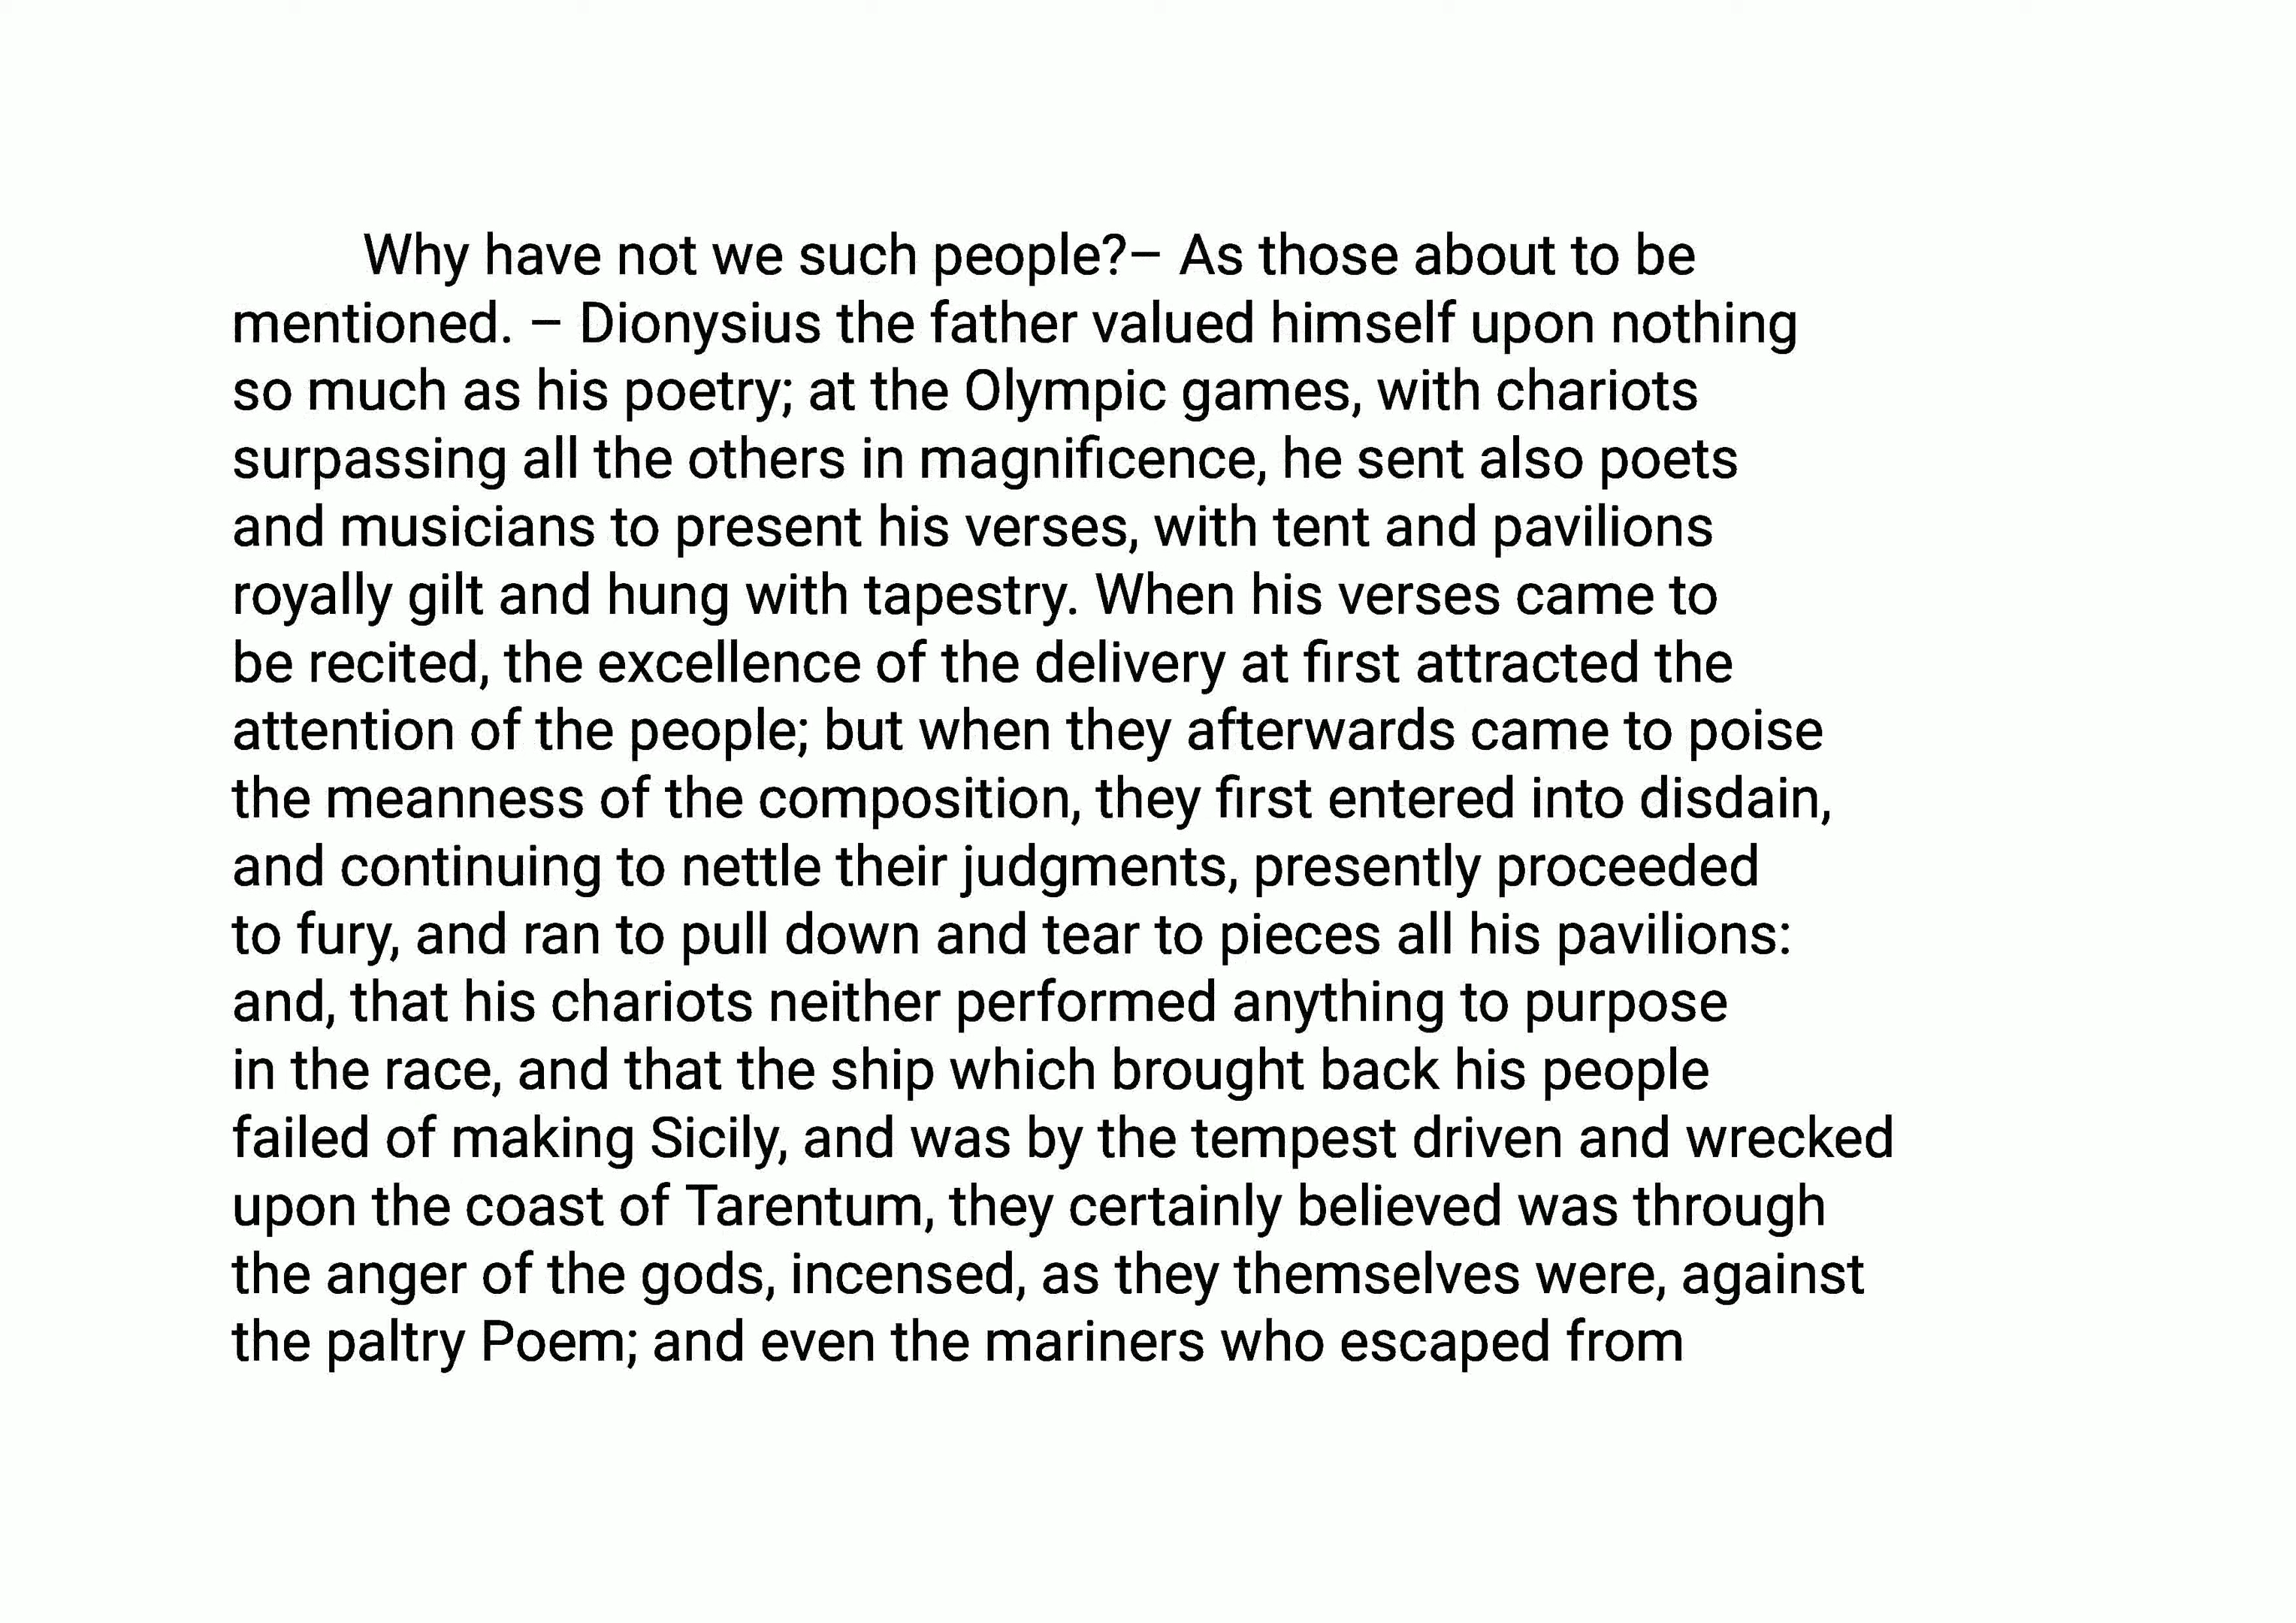 Why have not we such people?– As those about to be
mentioned. – Dionysius the father valued himself upon nothing
so much as his poetry; at the Olympic games, with chariots
surpassing all the others in magnificence, he sent also poets
and musicians to present his verses, with tent and pavilions
royally gilt and hung with tapestry. When his verses came to
be recited, the excellence of the delivery at first attracted the
attention of the people; but when they afterwards came to poise
the meanness of the composition, they first entered into disdain,
and continuing to nettle their judgments, presently proceeded
to fury, and ran to pull down and tear to pieces all his pavilions:
and, that his chariots neither performed anything to purpose
in the race, and that the ship which brought back his people
failed of making Sicily, and was by the tempest driven and wrecked
upon the coast of Tarentum, they certainly believed was through
the anger of the gods, incensed, as they themselves were, against
the paltry Poem; and even the mariners who escaped from